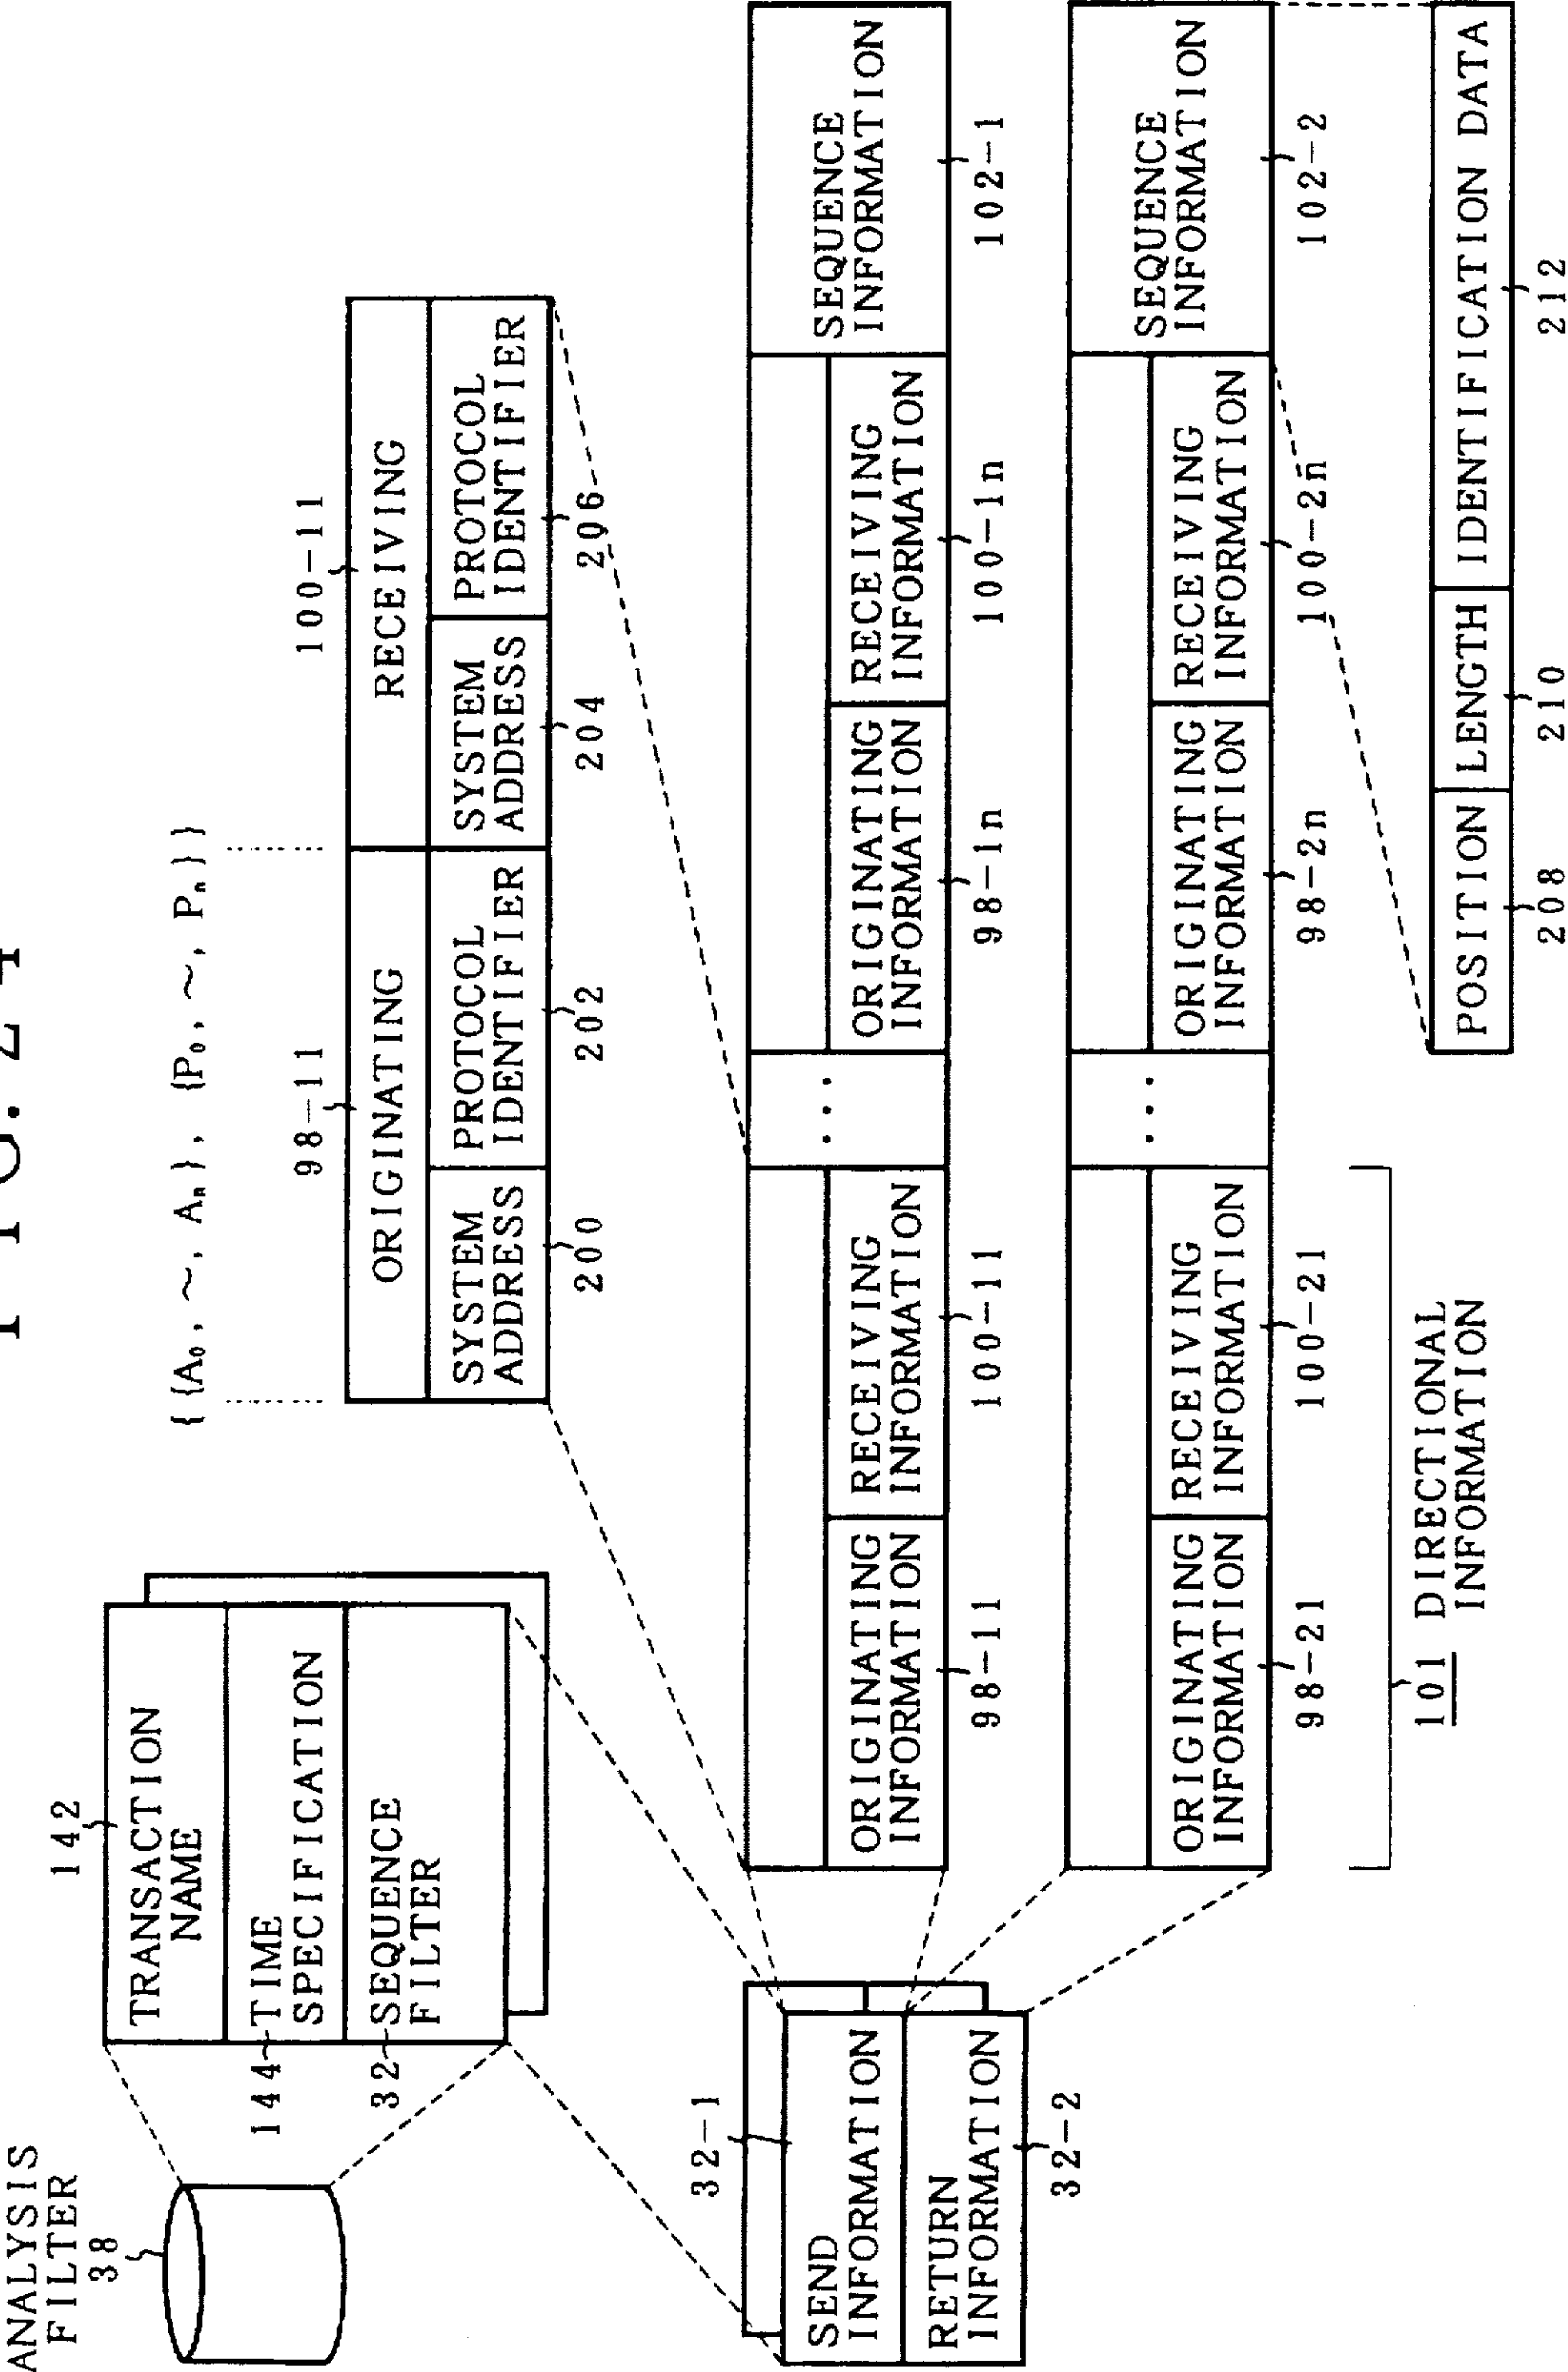 FIG. 24
ANALYSIS
FILTER
38
142
TRANSACTION
NAME
144
TIME
SPECIFICATION
32
SEQUENCE
FILTER
{ {A₀, ~, Aₙ}, {P₀, ~, Pₙ} }
98-11
100-11
ORIGINATING
RECEIVING
SYSTEM
ADDRESS
PROTOCOL
IDENTIFIER
SYSTEM
ADDRESS
PROTOCOL
IDENTIFIER
200
202
204
206
32-1
SEND
INFORMATION
RETURN
INFORMATION
32-2
ORIGINATING
INFORMATION
RECEIVING
INFORMATION
...
ORIGINATING
INFORMATION
RECEIVING
INFORMATION
SEQUENCE
INFORMATION
98-11
100-11
98-1n
100-1n
102-1
ORIGINATING
INFORMATION
RECEIVING
INFORMATION
...
ORIGINATING
INFORMATION
RECEIVING
INFORMATION
SEQUENCE
INFORMATION
98-21
100-21
98-2n
100-2n
102-2
101 DIRECTIONAL
INFORMATION
POSITION
LENGTH
IDENTIFICATION DATA
208
210
212